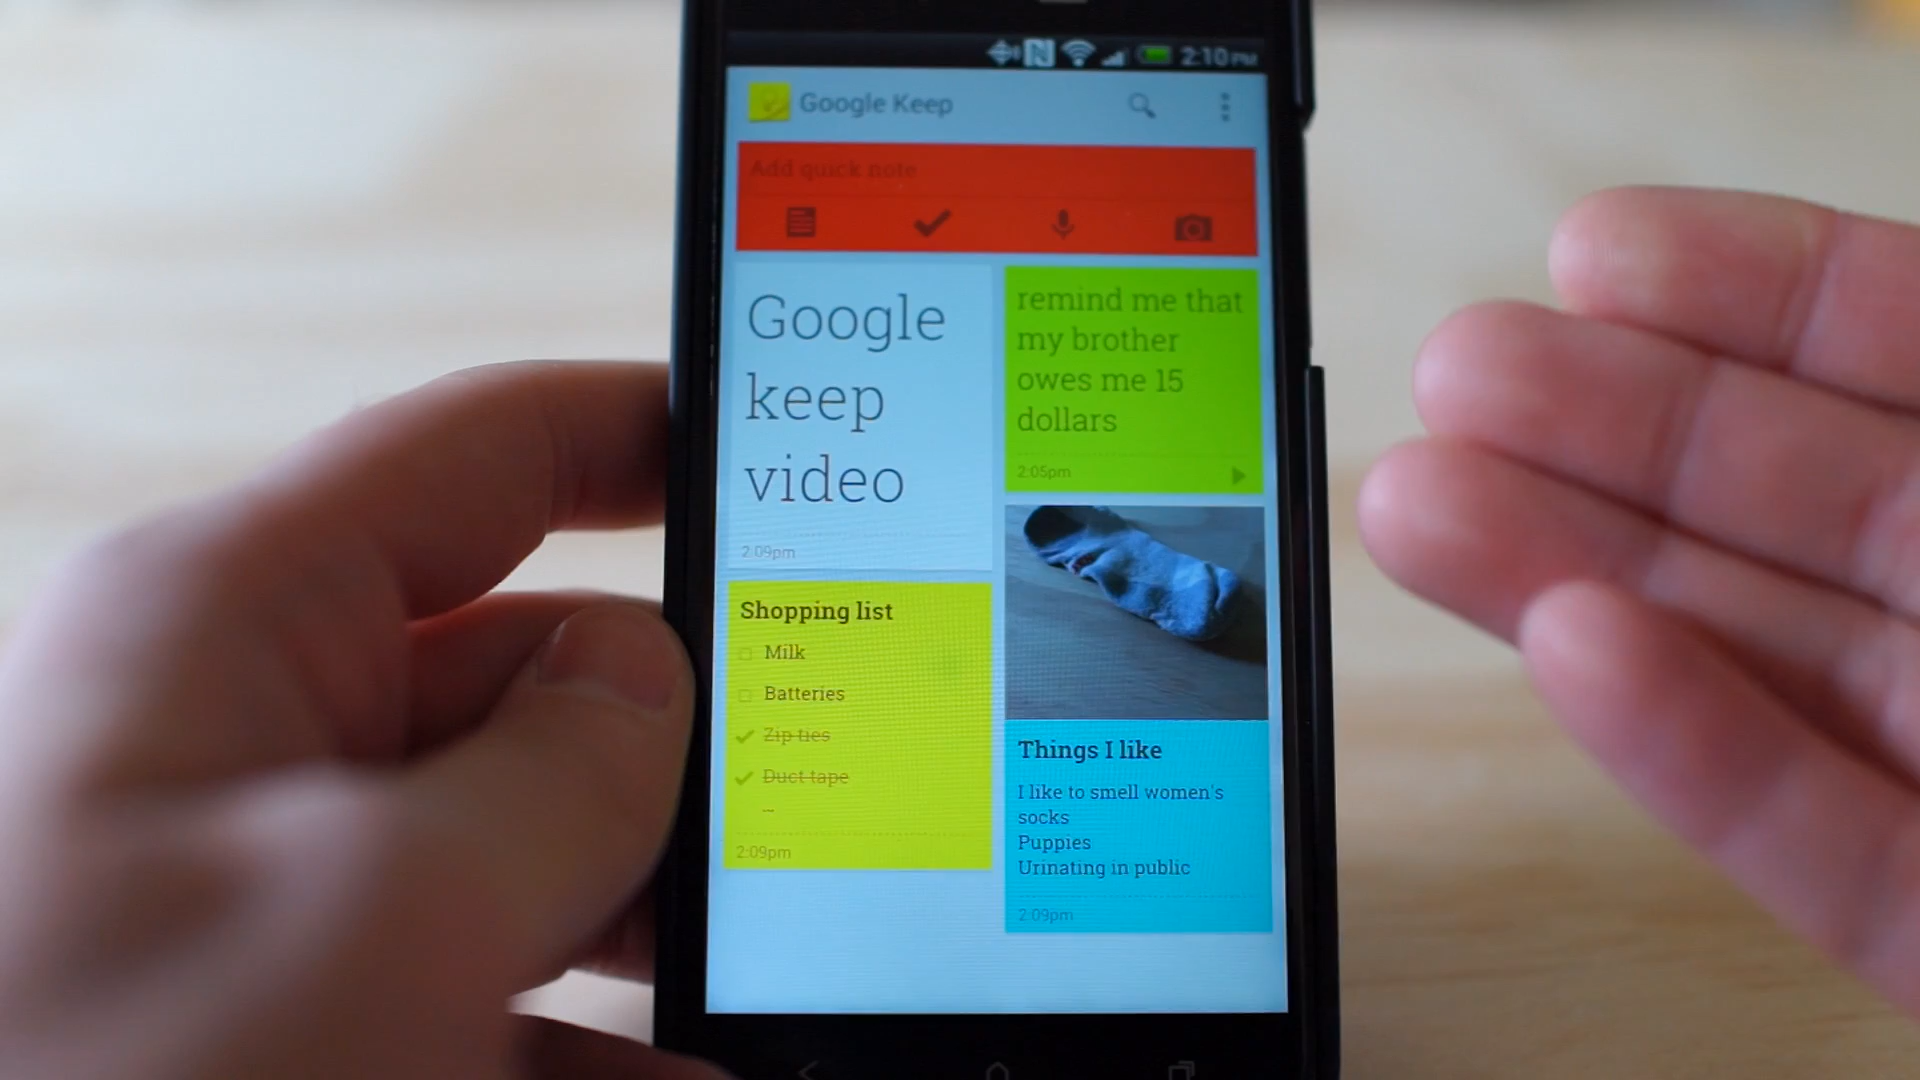 2:10 PM
Google Keep
Add quick note
Google
keep
video
2:09pm
remind me that
my brother
owes me 15
dollars
2:05pm
Shopping list
Milk
Batteries
Zip ties
Duct tape
...
2:09pm
Things I like
I like to smell women's
socks
Puppies
Urinating in public
2:09pm